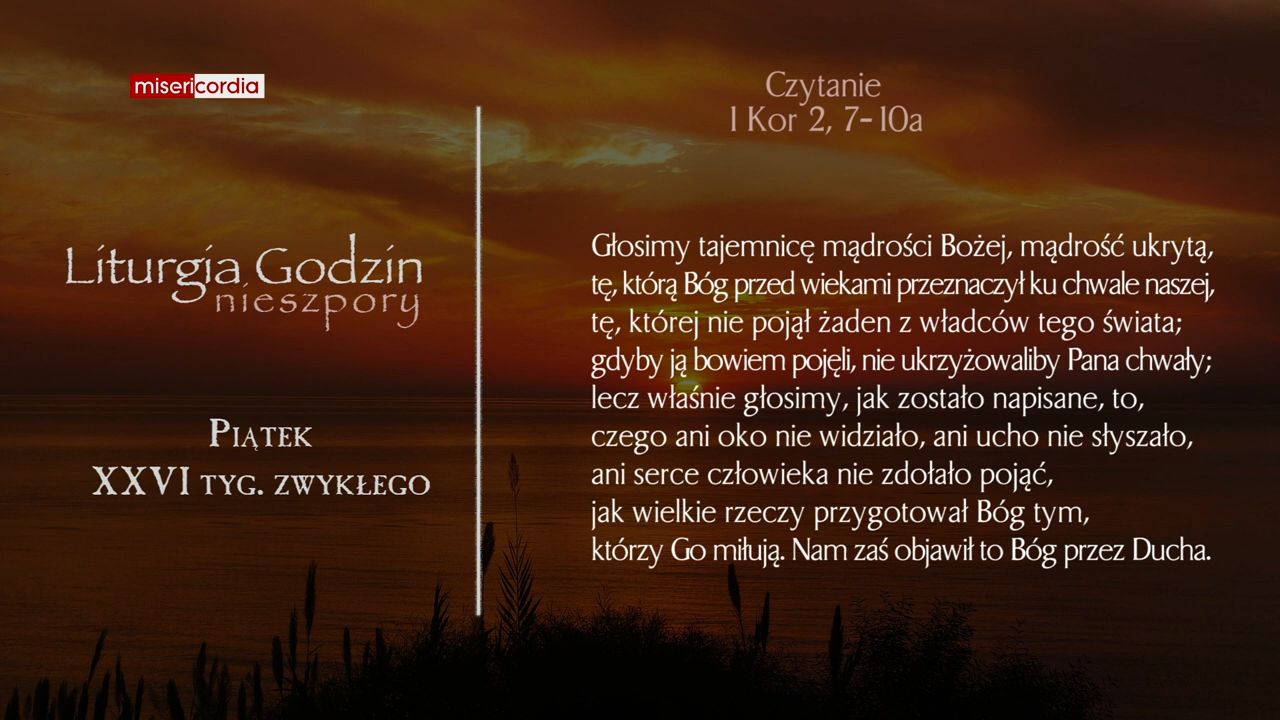 misericordia
Liturgia Godzin
nieszpory
Piątek
XXVI tyg. zwykłego
Czytanie
1 Kor 2, 7-10a
Głosimy tajemnicę mądrości Bożej, mądrość ukrytą,
tę, którą Bóg przed wiekami przeznaczył ku chwale naszej,
tę, której nie pojął żaden z władców tego świata;
gdyby ją bowiem pojęli, nie ukrzyżowaliby Pana chwały;
lecz właśnie głosimy, jak zostało napisane, to,
czego ani oko nie widziało, ani ucho nie słyszało,
ani serce człowieka nie zdołało pojąć,
jak wielkie rzeczy przygotował Bóg tym,
którzy Go miłują. Nam zaś objawił to Bóg przez Ducha.